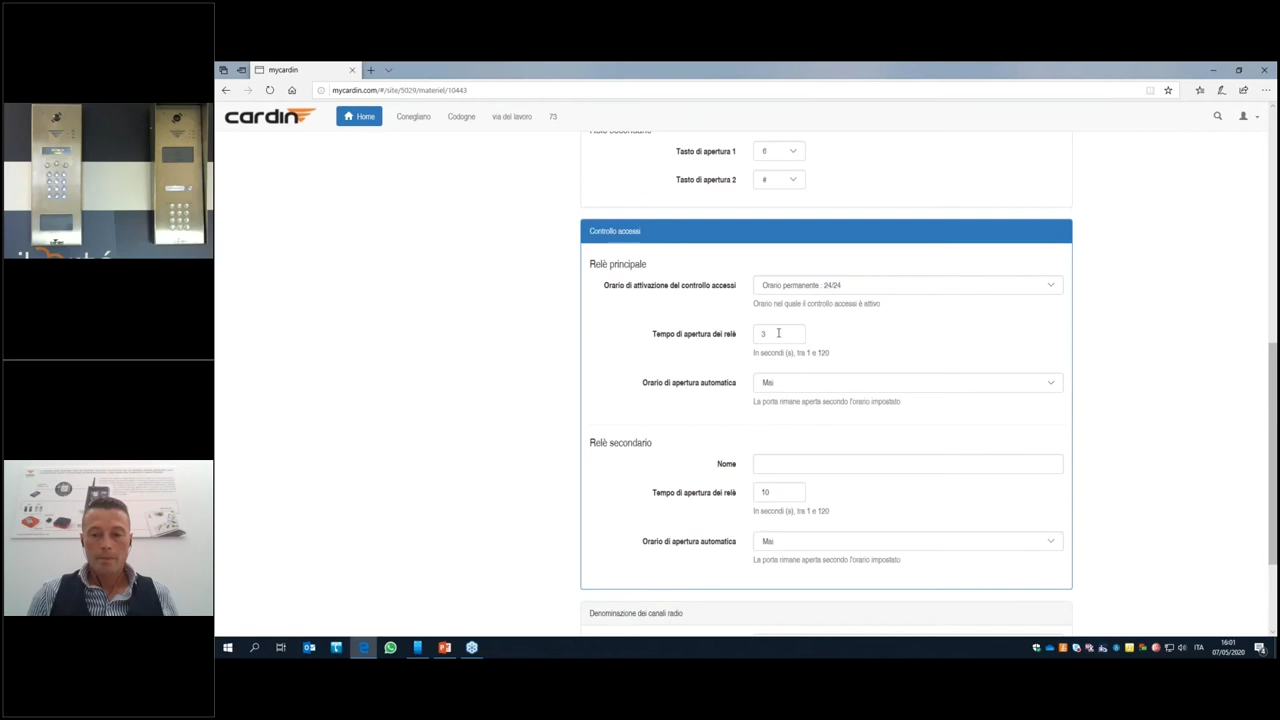 mycardin
mycardin.com/#/site/5029/materiel/10443
cardin
Home
Conegliano
Codogne
via del lavoro
73
Relè secondario
Tasto di apertura 1
6
Tasto di apertura 2
#
Controllo accessi
Relè principale
Orario di attivazione del controllo accessi
Orario permanente : 24/24
Orario nel quale il controllo accessi è attivo
Tempo di apertura dei relè
3
In secondi (s), tra 1 e 120
Orario di apertura automatica
Mai
La porta rimane aperta secondo l'orario impostato
Relè secondario
Nome
Tempo di apertura dei relè
10
In secondi (s), tra 1 e 120
Orario di apertura automatica
Mai
La porta rimane aperta secondo l'orario impostato
Denominazione dei canali radio
ITA
16:01
07/05/2020